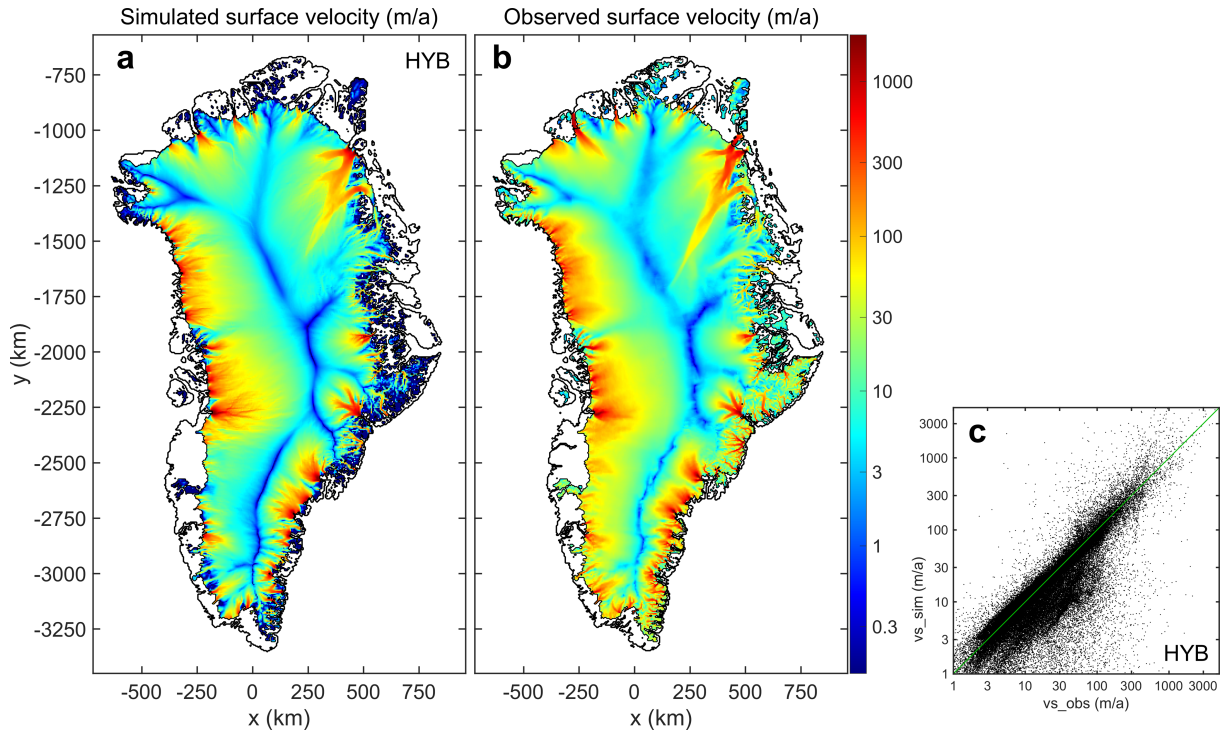 Simulated surface velocity (m/a)
Observed surface velocity (m/a)
a
HYB
b
y (km)
-750
-1000
-1250
-1500
-1750
-2000
-2250
-2500
-2750
-3000
-3250
-500 -250 0 250 500 750
x (km)
-500 -250 0 250 500 750
x (km)
1000
300
100
30
10
3
1
0.3
c
HYB
vs_sim (m/a)
3000
1000
300
100
30
10
3
1
1 3 10 30 100 300 1000 3000
vs_obs (m/a)